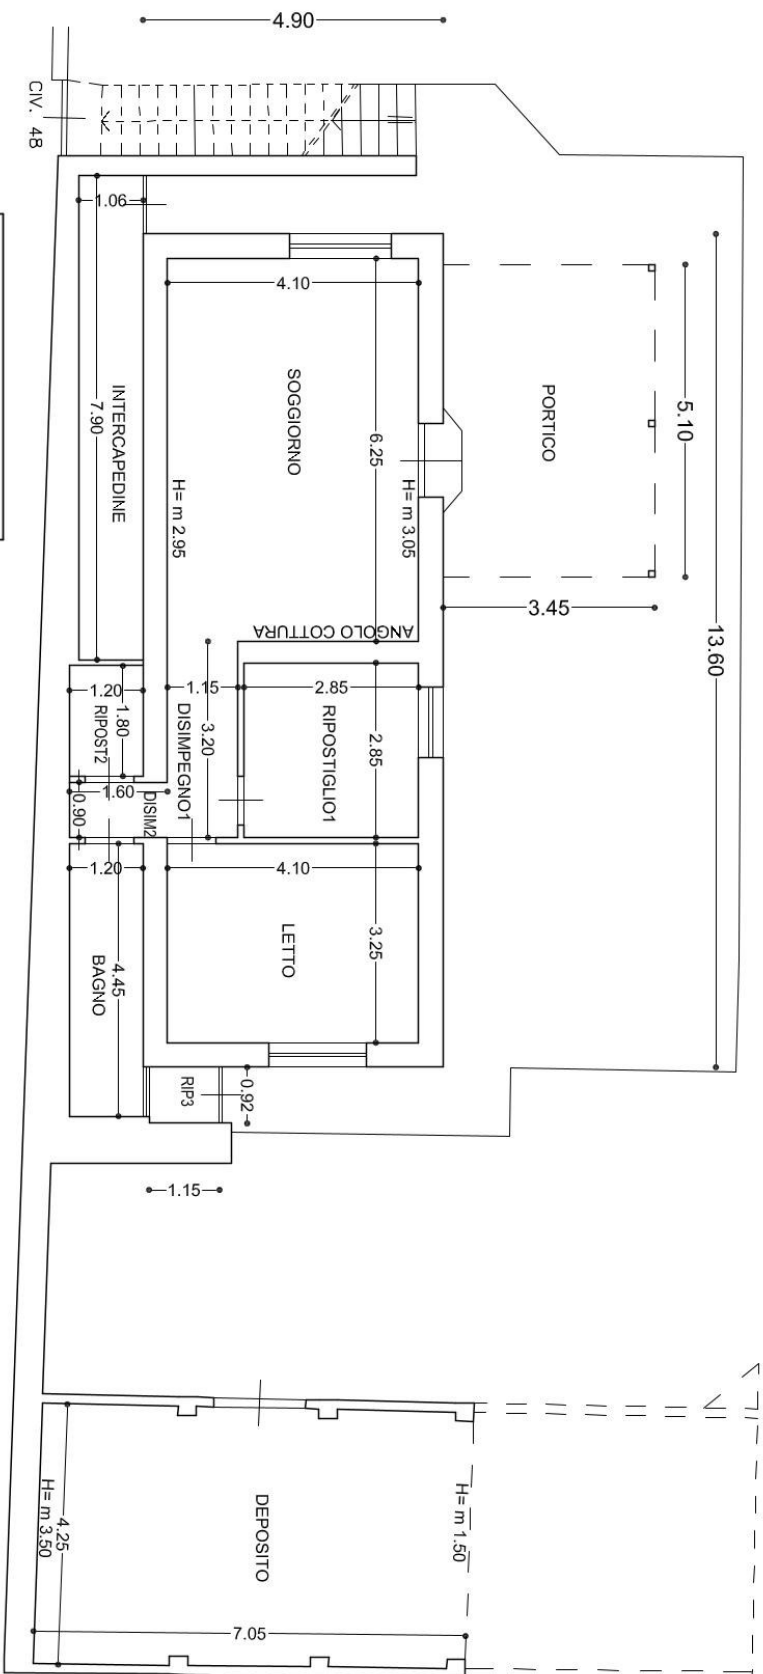 4.90
CIV. 48
1.06
4.10
INTERCAPEDINE
7.90
SOGGIORNO
6.25
H= m 2.95
H= m 3.05
PORTICO
5.10
3.45
13.60
ANGOLO COTTURA
1.20
1.80
RIPOST2
1.15
DISIMPEGNO1
3.20
2.85
RIPOSTIGLIO1
2.85
1.60
0.90
DISIM2
1.20
4.10
LETTO
3.25
4.45
BAGNO
RIP3
0.92
1.15
DEPOSITO
H= m 1.50
4.25
H= m 3.50
7.05